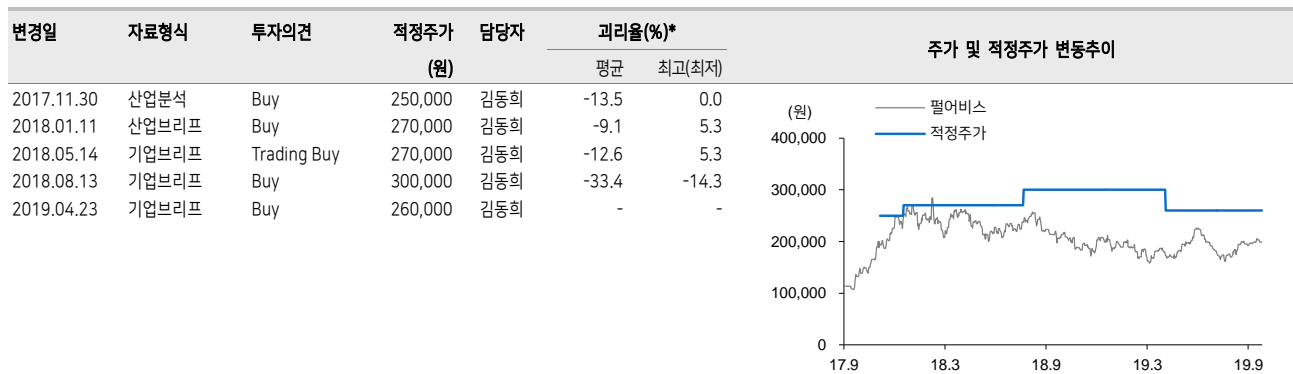 변경일 자료형식 투자의견 적정주가 담당자 괴리율(%)* 주가 및 적정주가 변동추이
(원) 평균 최고(최저)
2017.11.30 산업분석 Buy 250,000 김동희 -13.5 0.0
2018.01.11 산업브리프 Buy 270,000 김동희 -9.1 5.3
2018.05.14 기업브리프 Trading Buy 270,000 김동희 -12.6 5.3
2018.08.13 기업브리프 Buy 300,000 김동희 -33.4 -14.3
2019.04.23 기업브리프 Buy 260,000 김동희 - -
(원)
펄어비스
적정주가
400,000
300,000
200,000
100,000
0
17.9 18.3 18.9 19.3 19.9